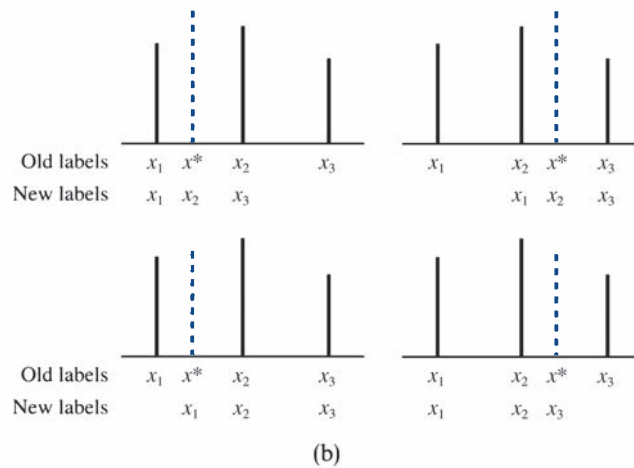 Old labels x₁ x* x₂ x₃ x₁ x₂ x* x₃
New labels x₁ x₂ x₃ x₁ x₂ x₃
Old labels x₁ x* x₂ x₃ x₁ x₂ x* x₃
New labels x₁ x₂ x₃ x₁ x₂ x₃
(b)